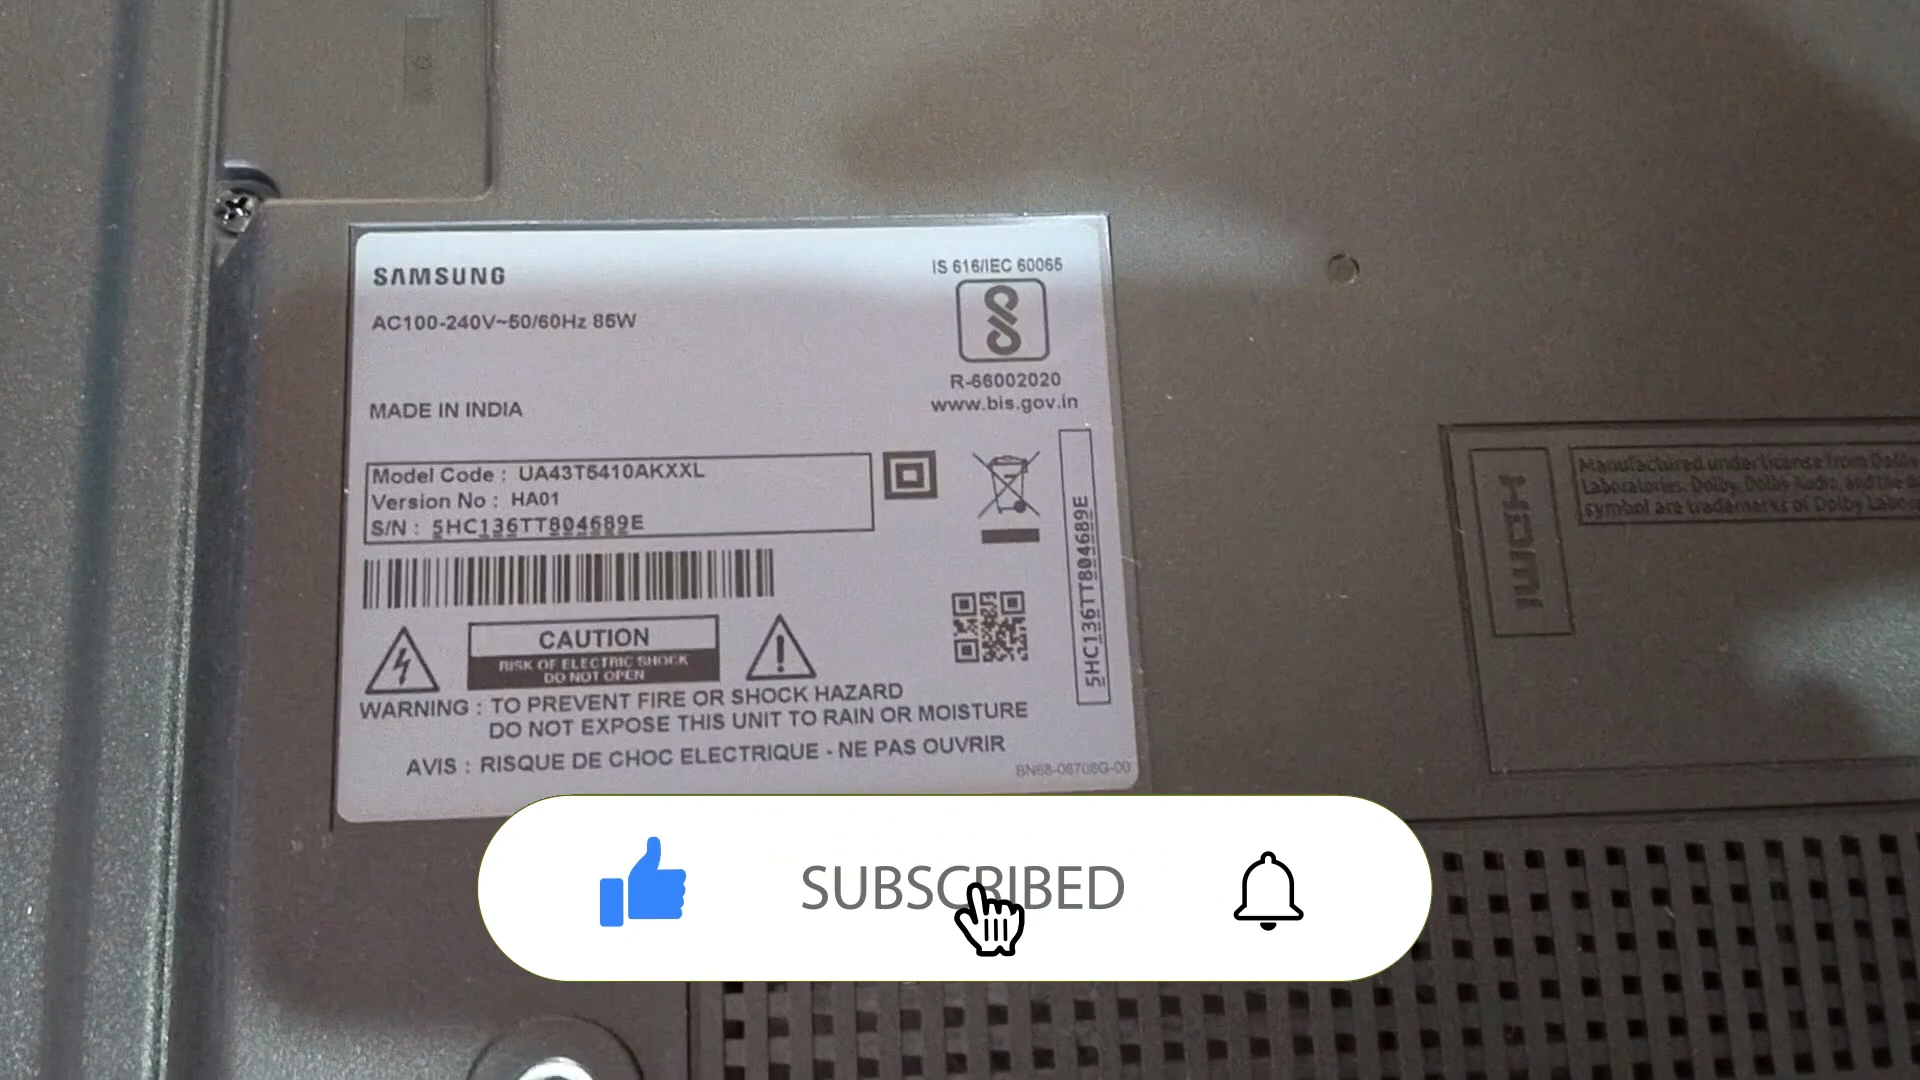 SAMSUNG
IS 616/IEC 60065
AC100-240V~50/60Hz 85W
R-66002020
www.bis.gov.in
MADE IN INDIA
Model Code : UA43T5410AKXXL
Version No : HA01
S/N : 5HC136TT804689E
5HC136TT804689E
CAUTION
RISK OF ELECTRIC SHOCK
DO NOT OPEN
WARNING : TO PREVENT FIRE OR SHOCK HAZARD
DO NOT EXPOSE THIS UNIT TO RAIN OR MOISTURE
AVIS : RISQUE DE CHOC ELECTRIQUE - NE PAS OUVRIR
BN68-06708G-00
HDMI
Manufactured under license from Dolby
Laboratories. Dolby, Dolby Audio, and the
symbol are trademarks of Dolby
SUBSCRIBED